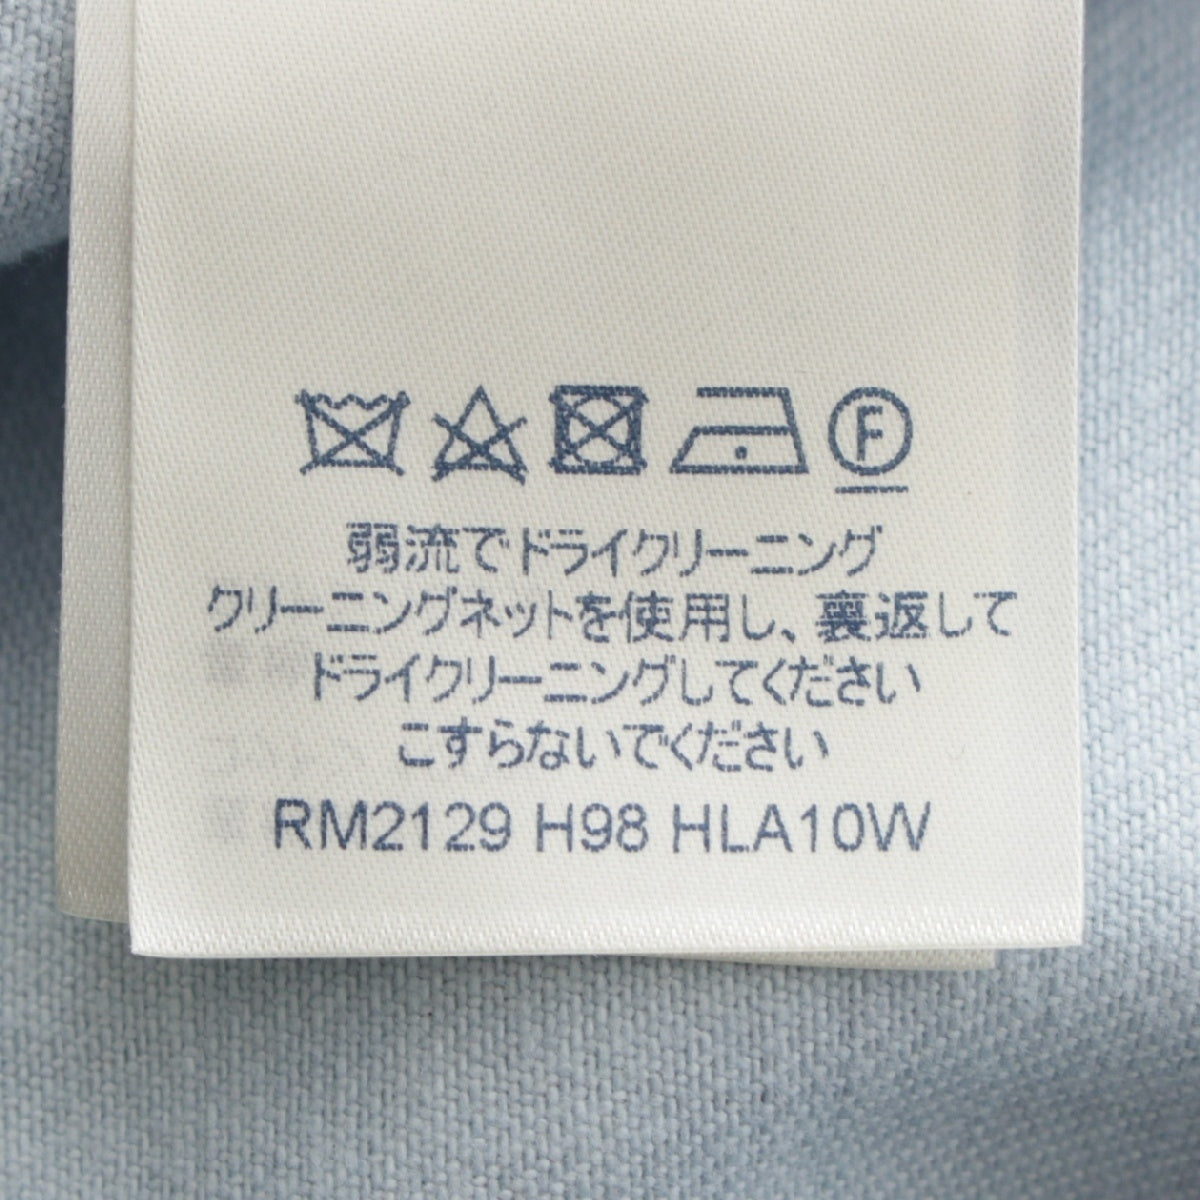 F
弱流でドライクリーニング
クリーニングネットを使用し、裏返して
ドライクリーニングしてください
こすらないでください
RM2129 H98 HLA10W